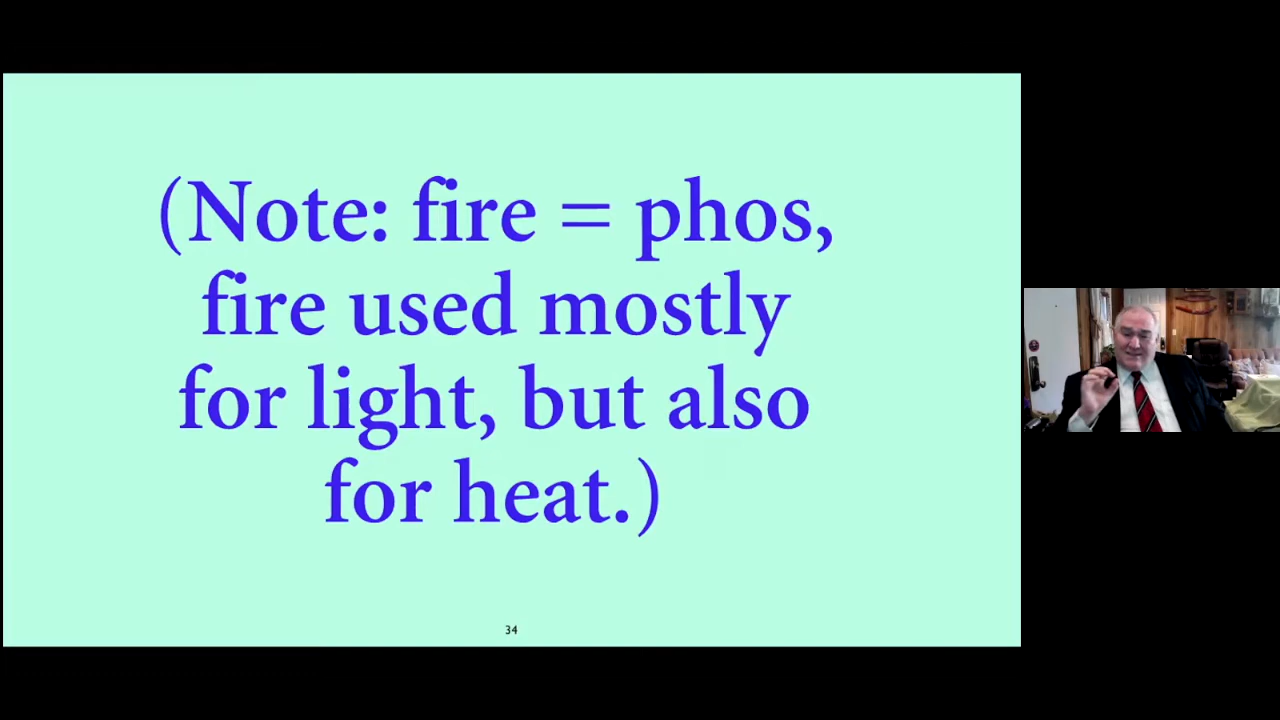 (Note: fire = phos,
fire used mostly
for light, but also
for heat.)
34